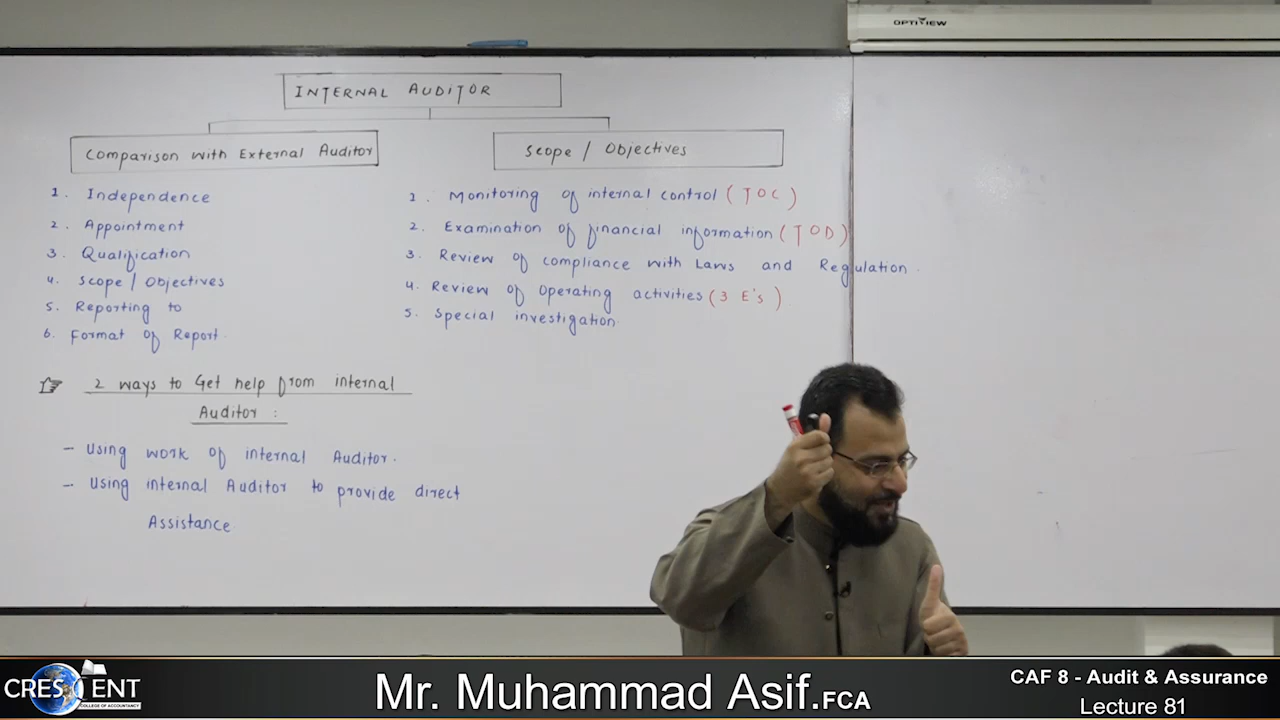 OPTIVIEW
INTERNAL AUDITOR
Comparison with External Auditor
1. Independence
2. Appointment
3. Qualification
4. Scope / Objectives
5. Reporting to
6. Format of Report.
Scope / Objectives
1. Monitoring of internal control (TOC)
2. Examination of financial information (TOD)
3. Review of compliance with Laws and Regulation.
4. Review of Operating activities (3 E's)
5. Special investigation.
2 ways to Get help from internal
Auditor :
- Using work of internal Auditor.
- Using internal Auditor to provide direct
Assistance
CRESCENT
COLLEGE OF ACCOUNTANCY
Mr. Muhammad Asif.FCA
CAF 8 - Audit & Assurance
Lecture 81